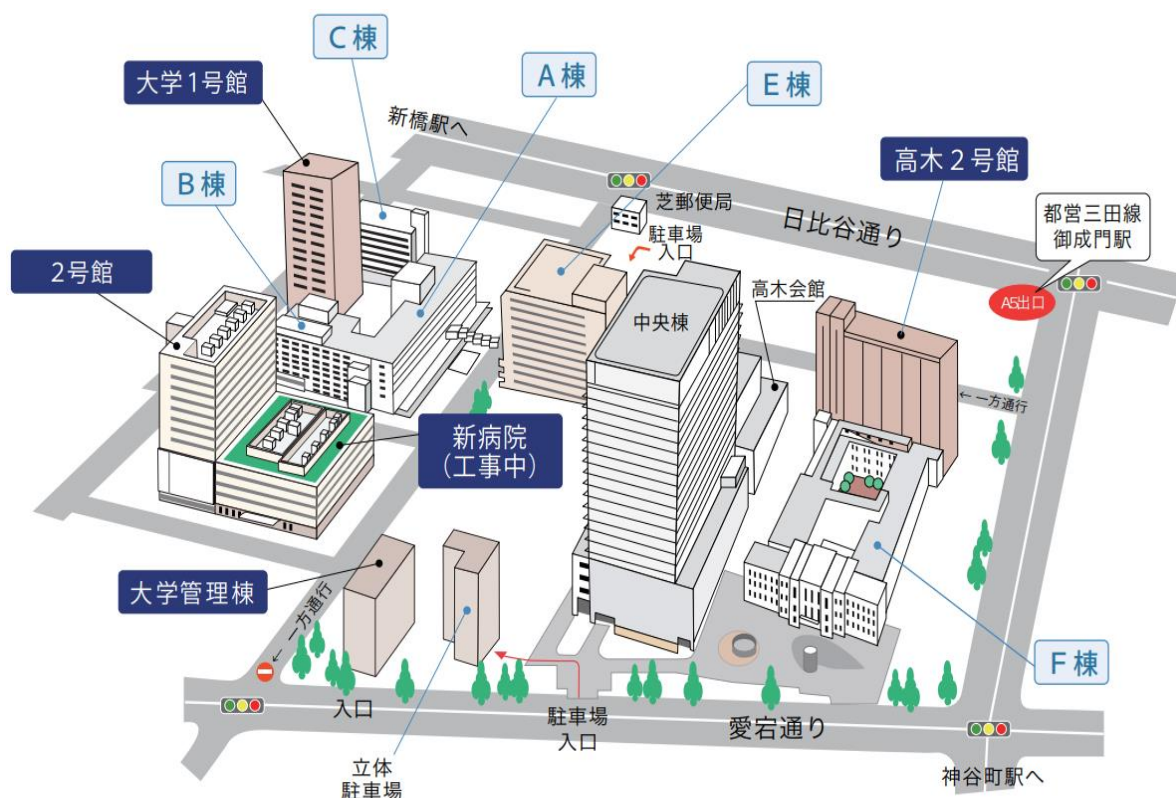 C棟
大学1号館
A棟
E棟
新橋駅へ
高木2号館
B棟
芝郵便局
日比谷通り
都営三田線
御成門駅
駐車場
入口
2号館
A5出口
高木会館
中央棟
← 一方通行
新病院
(工事中)
大学管理棟
← 一方通行
F棟
入口
駐車場
入口
愛宕通り
立体
駐車場
神谷町駅へ